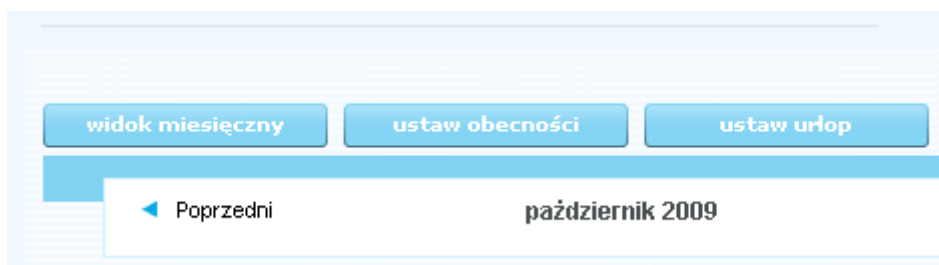 widok miesięczny ustaw obecności ustaw urlop
Poprzedni październik 2009